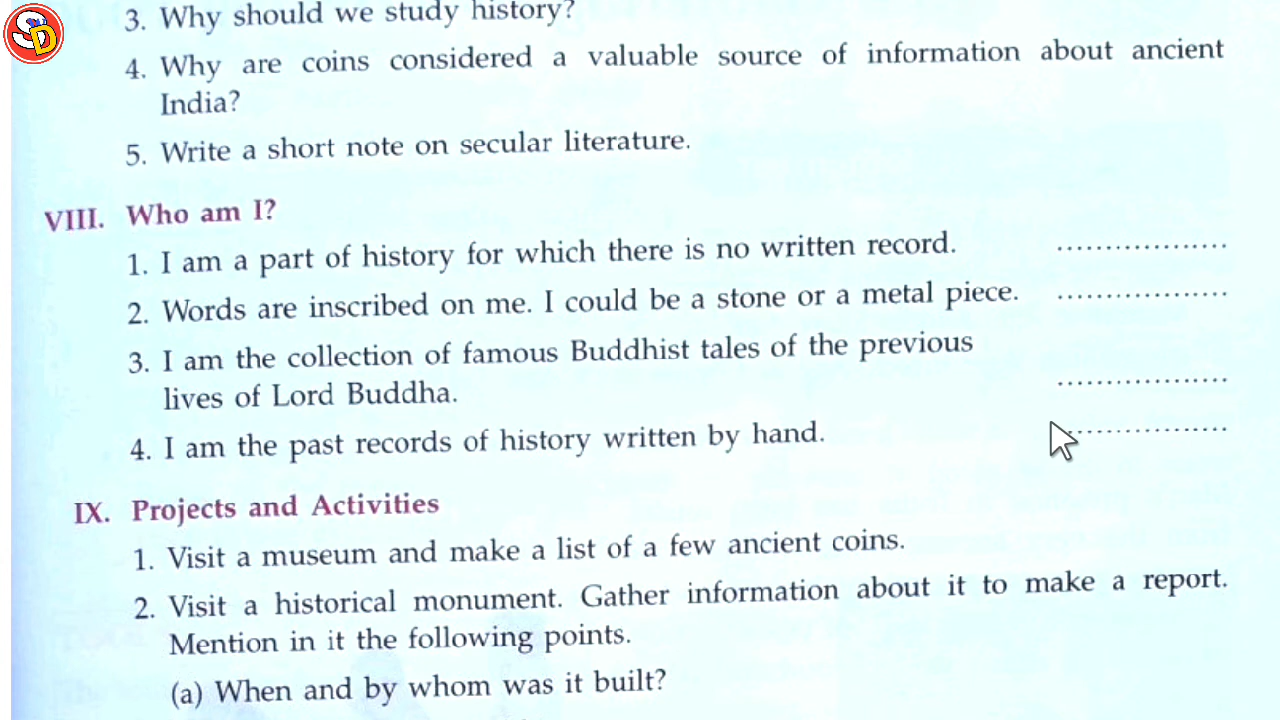 SD
3. Why should we study history?
4. Why are coins considered a valuable source of information about ancient
India?
5. Write a short note on secular literature.
VIII. Who am I?
1. I am a part of history for which there is no written record. ..................
2. Words are inscribed on me. I could be a stone or a metal piece. ..................
3. I am the collection of famous Buddhist tales of the previous
lives of Lord Buddha. ..................
4. I am the past records of history written by hand. ..................
IX. Projects and Activities
1. Visit a museum and make a list of a few ancient coins.
2. Visit a historical monument. Gather information about it to make a report.
Mention in it the following points.
(a) When and by whom was it built?